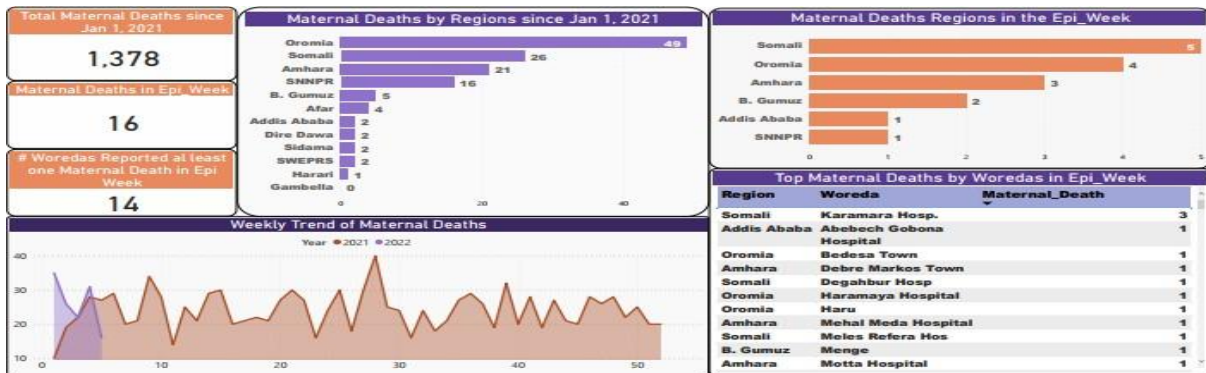 Total Maternal Deaths since
Jan 1, 2021
1,378
Maternal Deaths in Epi_Week
16
# Woredas Reported al least
one Maternal Death in Epi
Week
14
Maternal Deaths by Regions since Jan 1, 2021
Oromia 49
Somali 26
Amhara 21
SNNPR 16
B. Gumuz 5
Afar 4
Addis Ababa 2
Dire Dawa 2
Sidama 2
SWEPRS 2
Harari 1
Gambella 0
0 20 40
Maternal Deaths Regions in the Epi_Week
Somali 5
Oromia 4
Amhara 3
B. Gumuz 2
Addis Ababa 1
SNNPR 1
0 1 2 3 4 5
Weekly Trend of Maternal Deaths
Year 2021 2022
40
30
20
10
0 10 20 30 40 50
Top Maternal Deaths by Woredas in Epi_Week
Region Woreda Maternal_Death
Somali Karamara Hosp. 3
Addis Ababa Abebech Gobona 1
Hospital
Oromia Bedesa Town 1
Amhara Debre Markos Town 1
Somali Degahbur Hosp 1
Oromia Haramaya Hospital 1
Oromia Haru 1
Amhara Mehal Meda Hospital 1
Somali Meles Refera Hos 1
B. Gumuz Menge 1
Amhara Motta Hospital 1